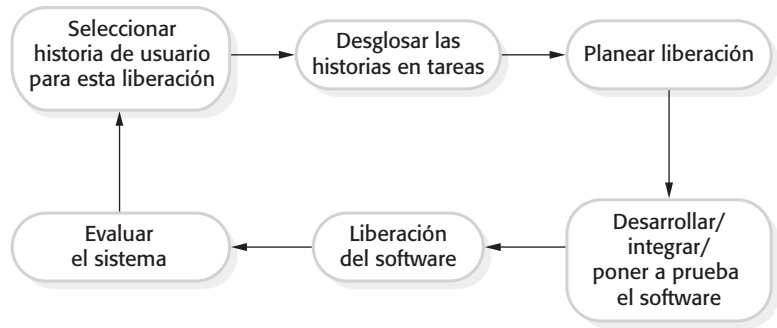 Seleccionar
historia de usuario
para esta liberación
Desglosar las
historias en tareas
Planear liberación
Desarrollar/
integrar/
poner a prueba
el software
Liberación
del software
Evaluar
el sistema